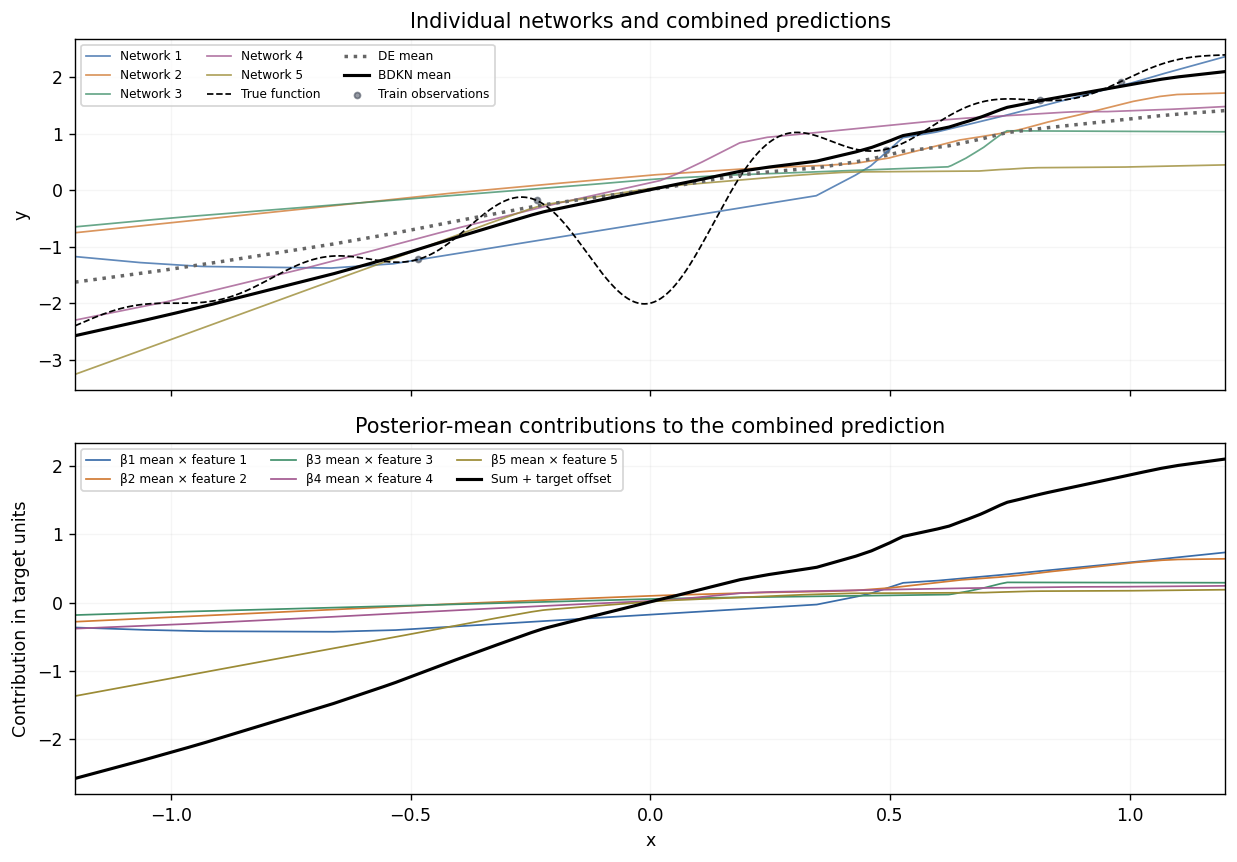 Individual networks and combined predictions
Network 1 Network 4 DE mean
Network 2 Network 5 BDKN mean
Network 3 True function Train observations
2
1
0
−1
−2
−3
y
Posterior-mean contributions to the combined prediction
β1 mean × feature 1 β3 mean × feature 3 β5 mean × feature 5
β2 mean × feature 2 β4 mean × feature 4 Sum + target offset
2
1
0
−1
−2
Contribution in target units
−1.0 −0.5 0.0 0.5 1.0
x